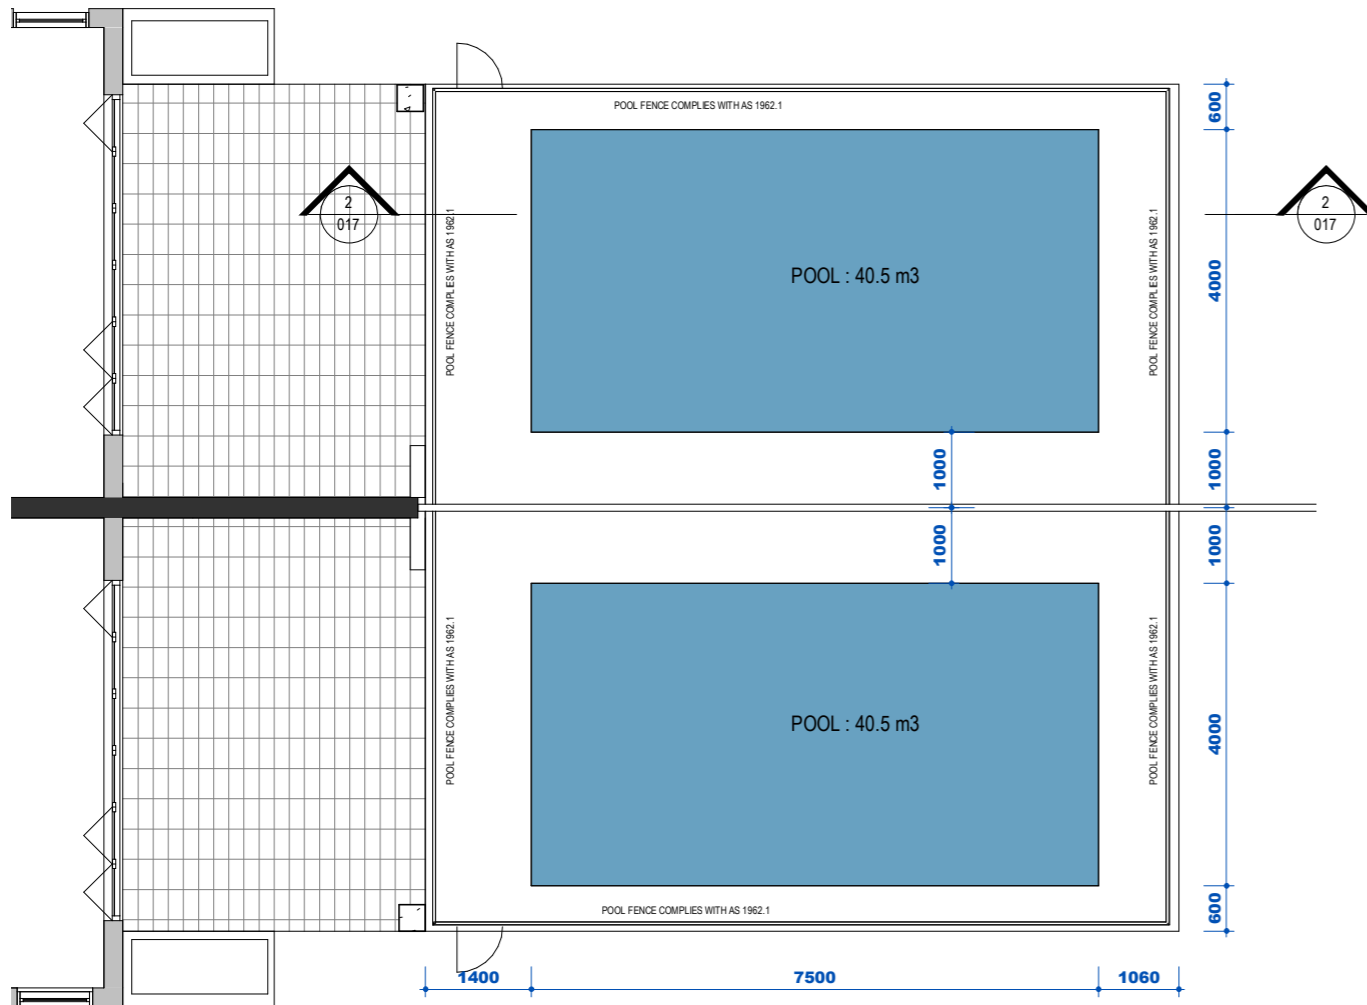 POOL FENCE COMPLIES WITH AS 1962.1
600
2
017
2
017
POOL FENCE COMPLIES WITH AS 1962.1
POOL FENCE COMPLIES WITH AS 1962.1
POOL : 40.5 m3
4000
1000
1000
1000
1000
POOL FENCE COMPLIES WITH AS 1962.1
POOL FENCE COMPLIES WITH AS 1962.1
POOL : 40.5 m3
4000
POOL FENCE COMPLIES WITH AS 1962.1
600
1400
7500
1060